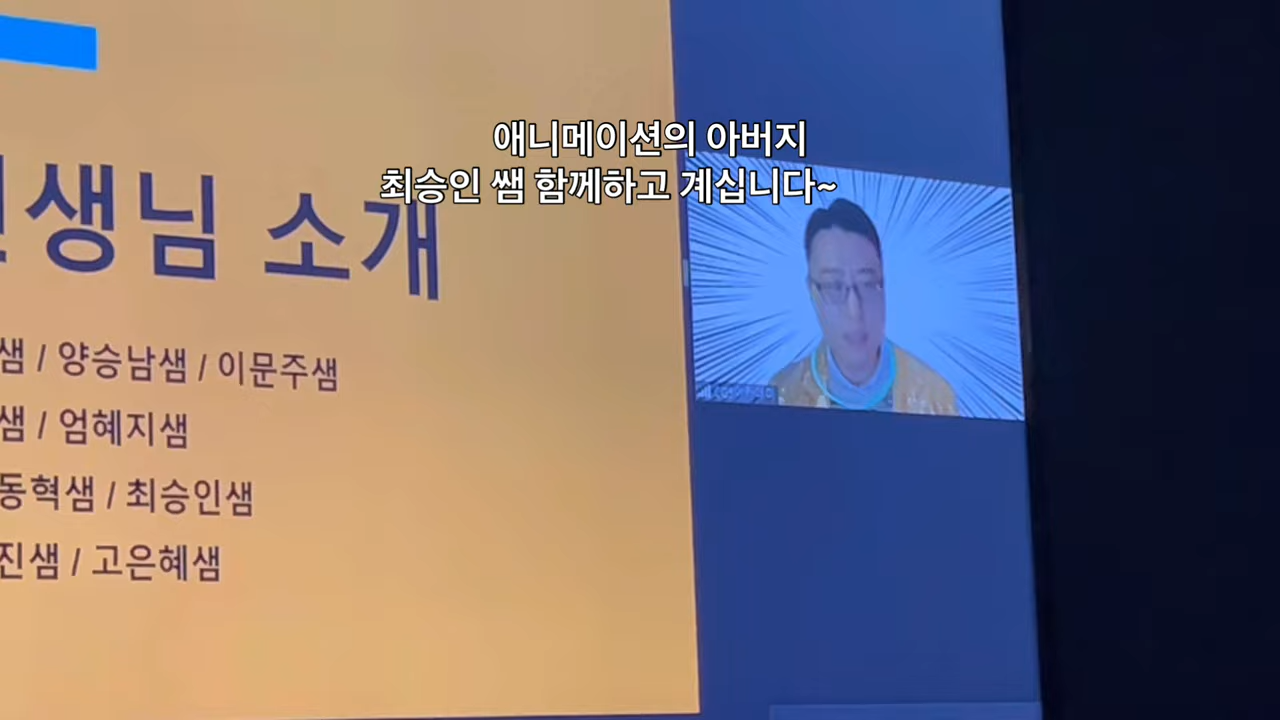 애니메이션의 아버지
최승인 쌤 함께하고 계십니다~
생님 소개
샘 / 양승남샘 / 이문주샘
샘 / 엄혜지샘
동혁샘 / 최승인샘
진샘 / 고은혜샘